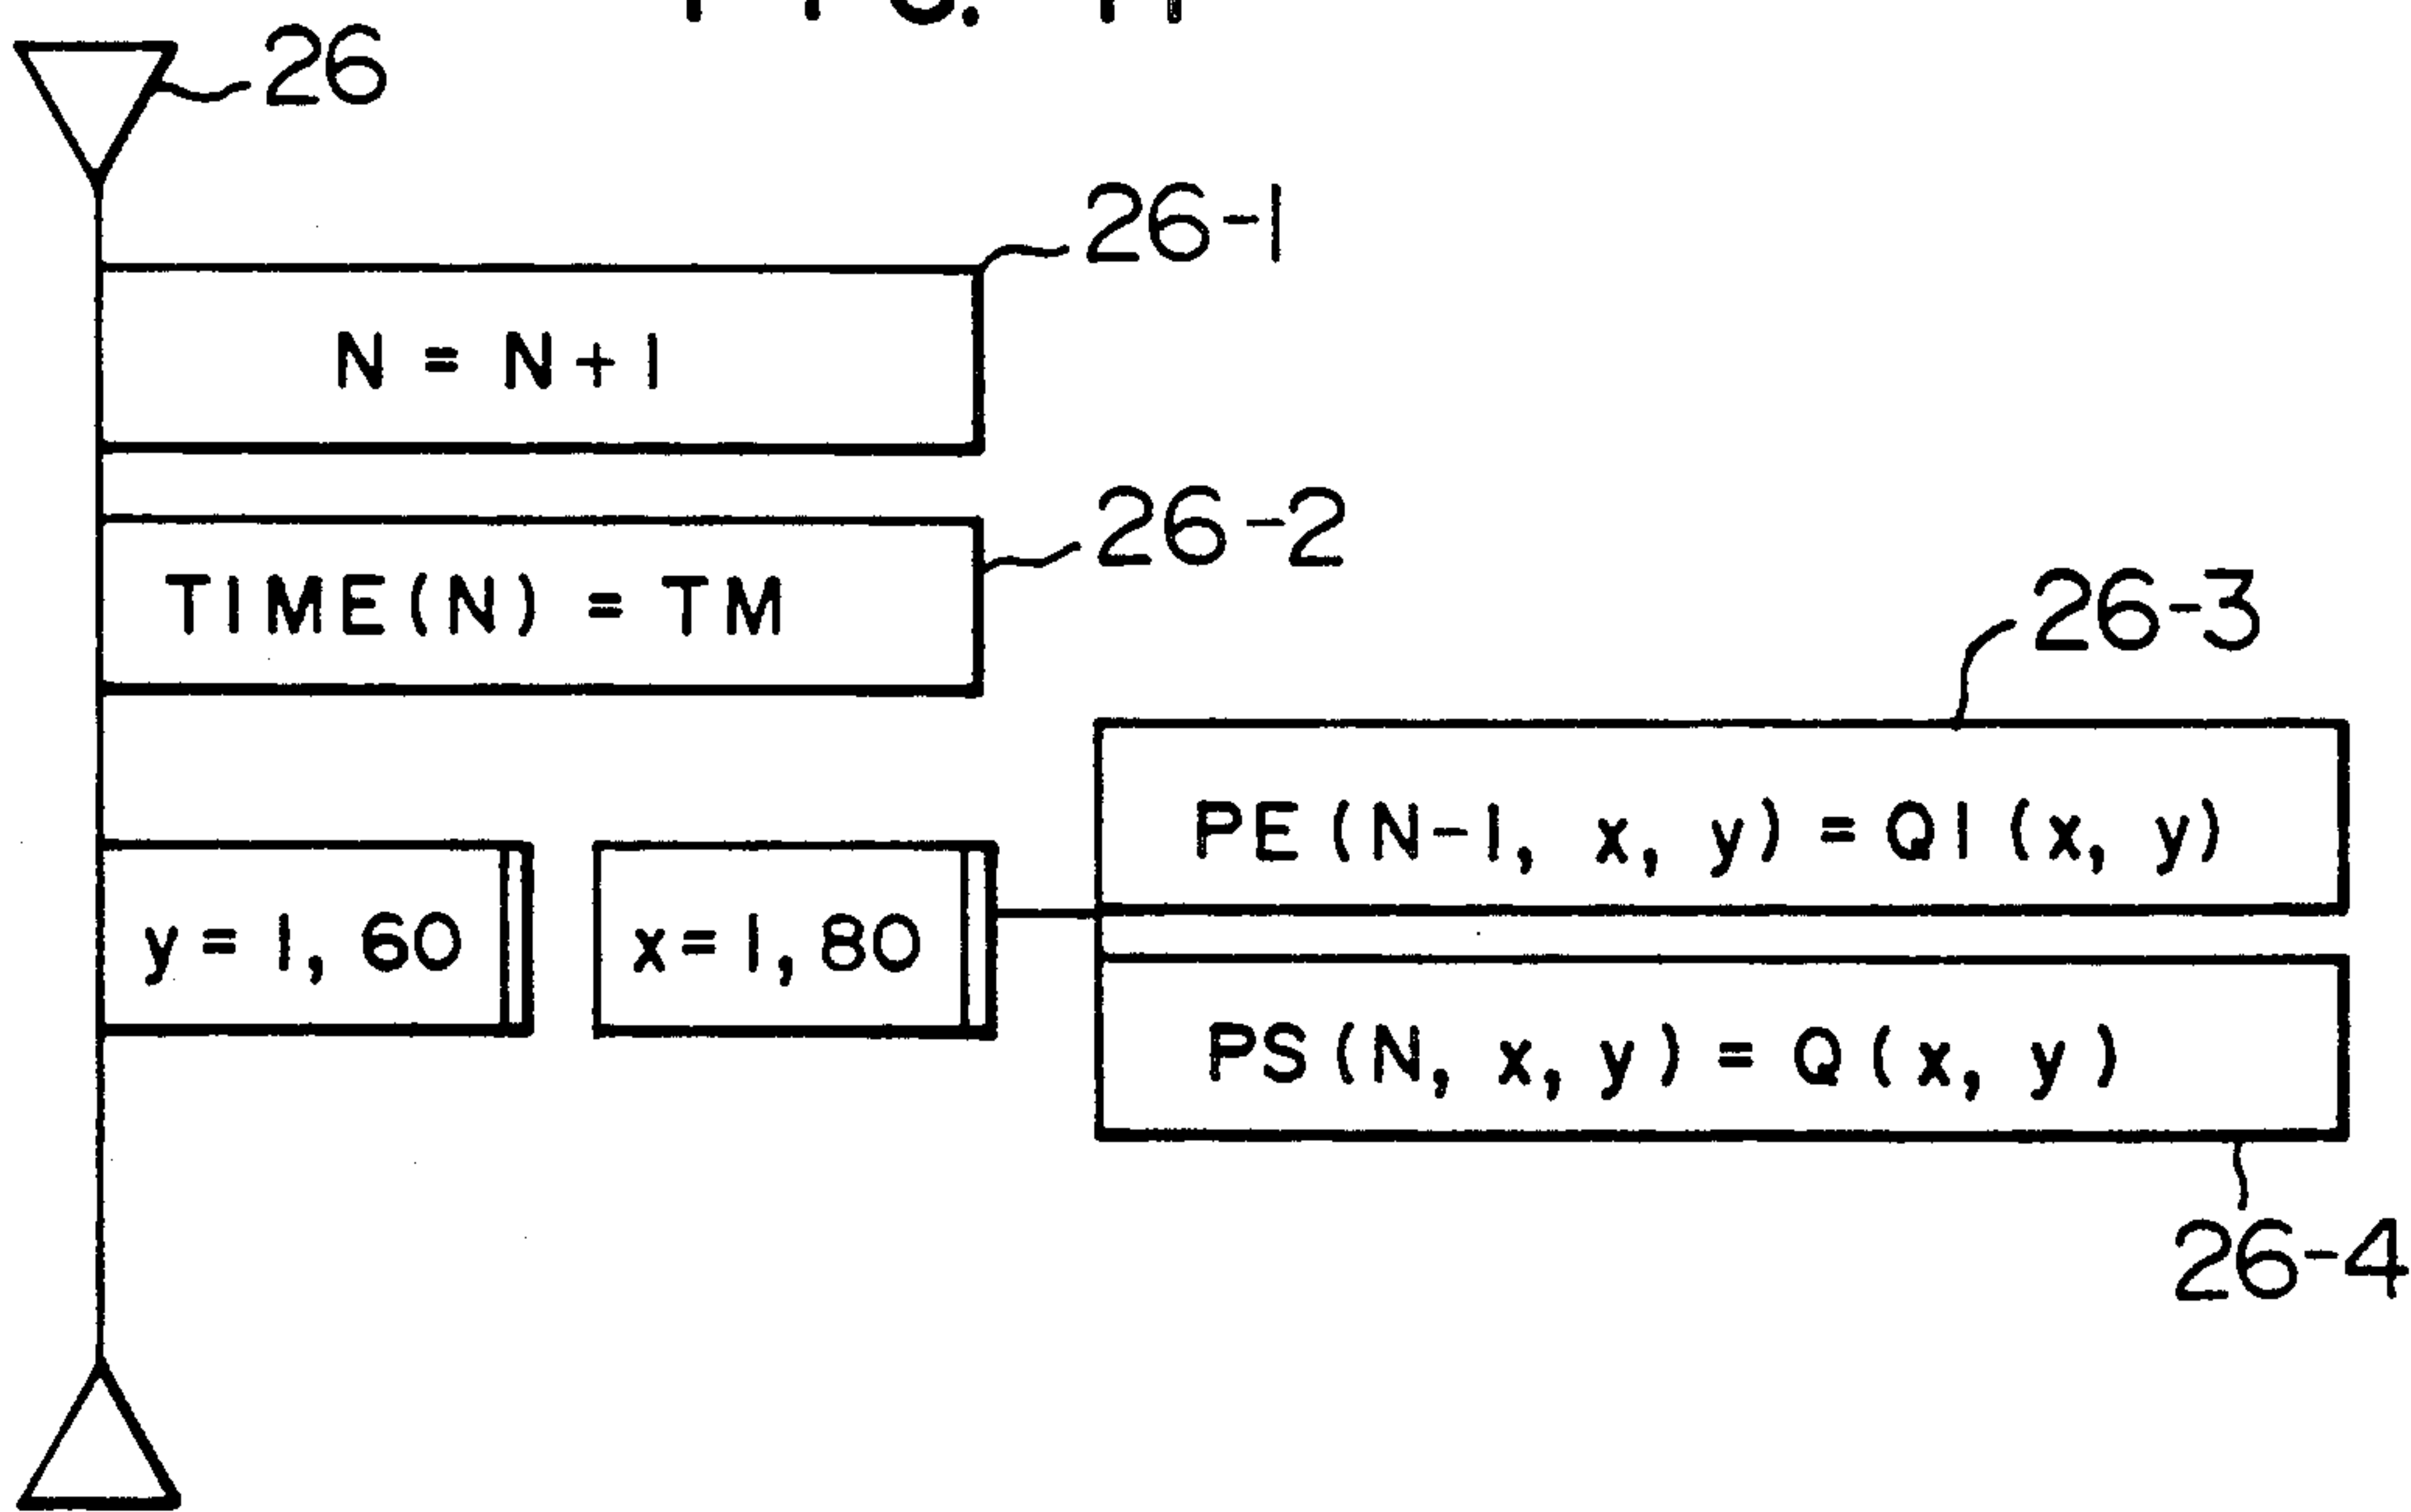 26
26-1
N = N+1
26-2
TIME(N) = TM
26-3
PE(N-1, x, y) = Q1(x, y)
y=1, 60
x=1, 80
PS(N, x, y) = Q(x, y)
26-4